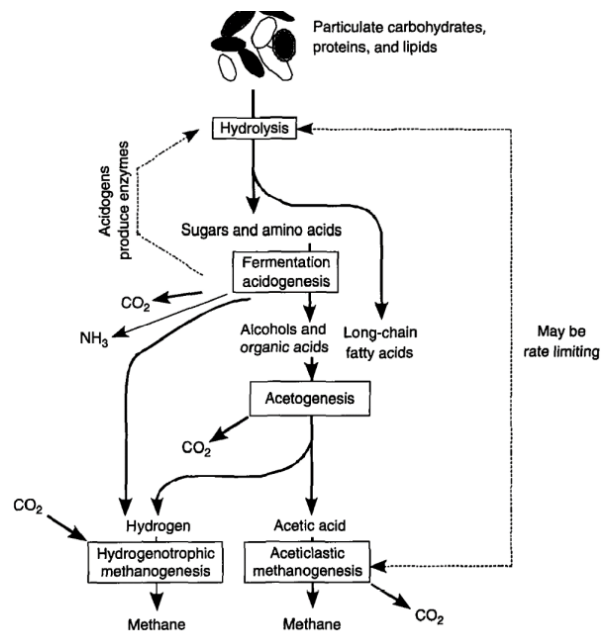 Particulate carbohydrates,
proteins, and lipids
Hydrolysis
Acidogens
produce enzymes
Sugars and amino acids
Fermentation
acidogenesis
CO₂
NH₃
Alcohols and
organic acids
Long-chain
fatty acids
May be
rate limiting
Acetogenesis
CO₂
CO₂
Hydrogen
Acetic acid
Hydrogenotrophic
methanogenesis
Aceticlastic
methanogenesis
CO₂
Methane
Methane